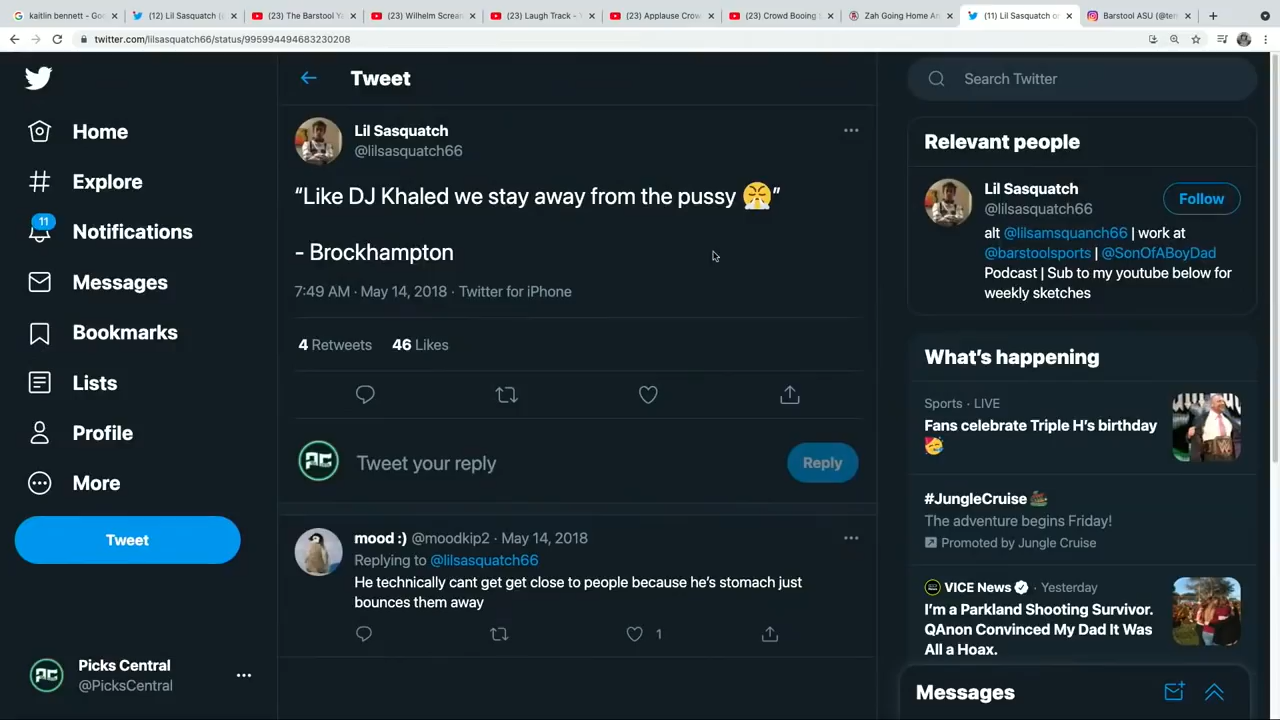 kaitlin bennett - Goo
(12) Lil Sasquatch (
(23) The Barstool Y
(23) Wilhelm Screa
(23) Laugh Track - T
(23) Applause Crow
(23) Crowd Booing
Zah Going Home A
(11) Lil Sasquatch o
Barstool ASU (@te
twitter.com/lilsasquatch66/status/995994494683230208
Home
Explore
11
Notifications
Messages
Bookmarks
Lists
Profile
More
Tweet
Picks Central
@PicksCentral
Tweet
Lil Sasquatch
@lilsasquatch66
“Like DJ Khaled we stay away from the pussy 😤”
- Brockhampton
7:49 AM · May 14, 2018 · Twitter for iPhone
4 Retweets 46 Likes
Tweet your reply
Reply
mood :) @moodkip2 · May 14, 2018
Replying to @lilsasquatch66
He technically cant get get close to people because he’s stomach just
bounces them away
1
Search Twitter
Relevant people
Lil Sasquatch
@lilsasquatch66
Follow
alt @lilsamsquanch66 | work at
@barstoolsports | @SonOfABoyDad
Podcast | Sub to my youtube below for
weekly sketches
What’s happening
Sports · LIVE
Fans celebrate Triple H’s birthday
🥳
#JungleCruise
The adventure begins Friday!
Promoted by Jungle Cruise
VICE News · Yesterday
I’m a Parkland Shooting Survivor.
QAnon Convinced My Dad It Was
All a Hoax.
Messages